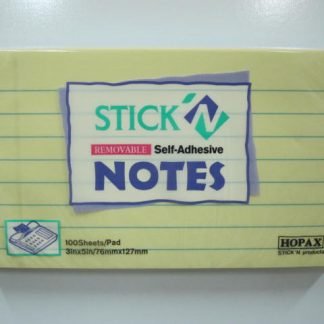 STICK 'N
REMOVABLE Self-Adhesive
NOTES
100Sheets/Pad
3inx5in/76mmx127mm
HOPAX
STICK 'N products